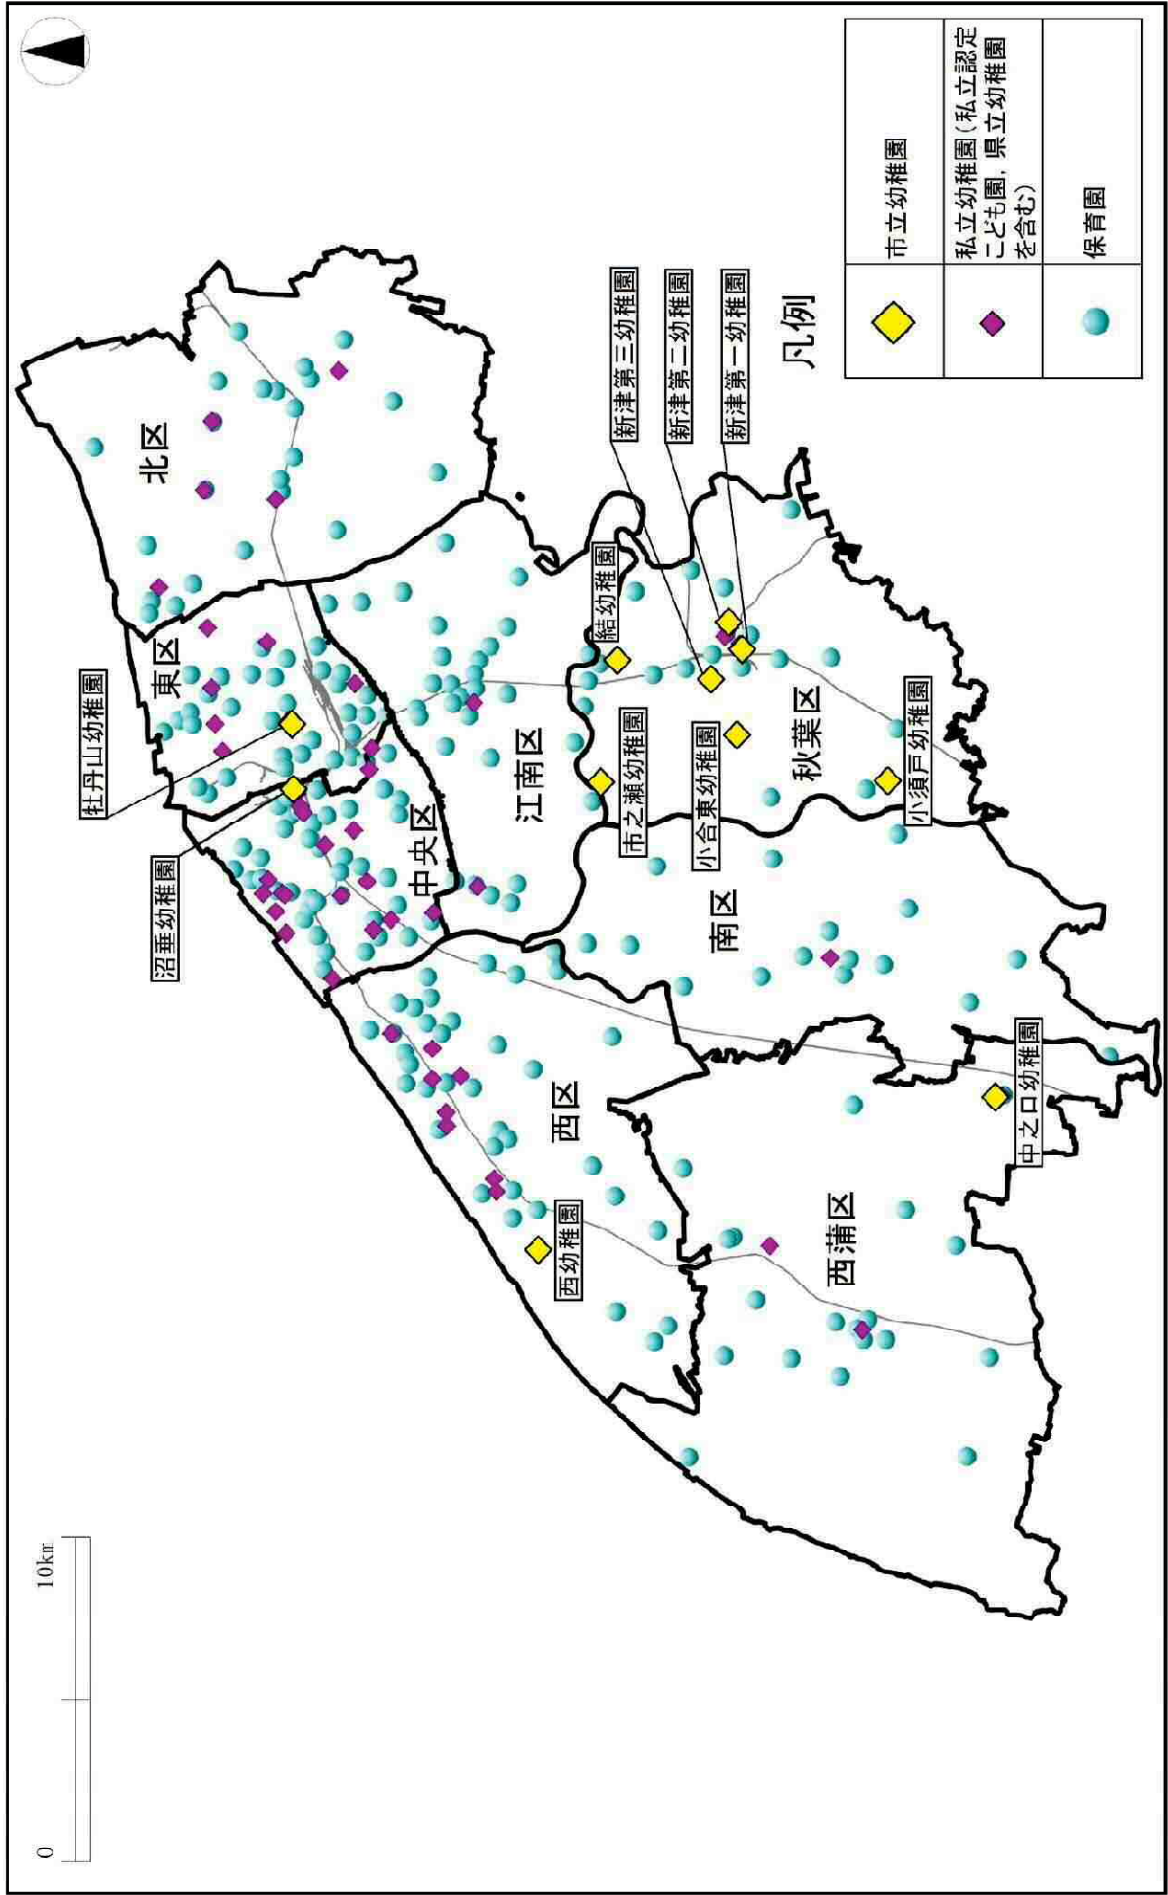 0
10km
北区
東区
牡丹山幼稚園
沼垂幼稚園
中央区
江南区
結幼稚園
市之瀬幼稚園
新津第三幼稚園
新津第二幼稚園
新津第一幼稚園
小合東幼稚園
秋葉区
小須戸幼稚園
南区
西区
西幼稚園
西蒲区
中之口幼稚園
凡例
市立幼稚園
私立幼稚園(私立認定
こども園,県立幼稚園
を含む)
保育園